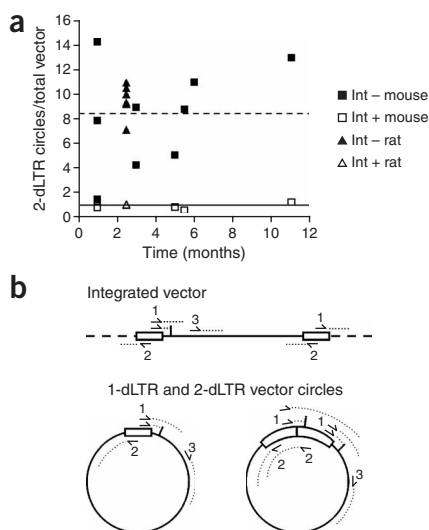 a
2-dLTR circles/total vector
16
14
12
10
8
6
4
2
0
0 2 4 6 8 10 12
Time (months)
Int – mouse
Int + mouse
Int – rat
Int + rat
b
Integrated vector
1 3 1
2 2
1-dLTR and 2-dLTR vector circles
1 1 1
2 3 2 2 3